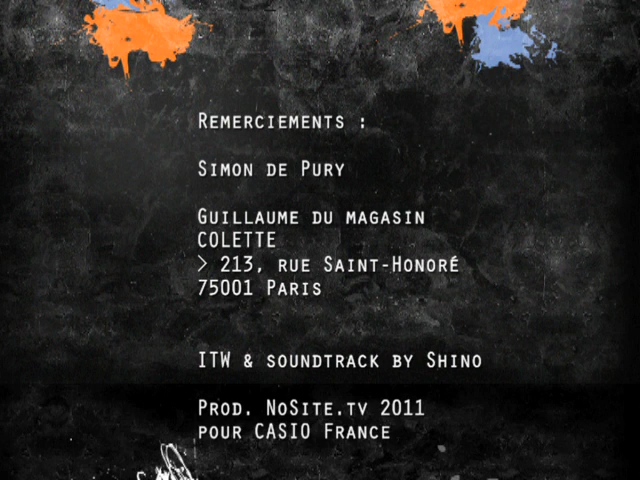 Remerciements :
Simon de Pury
Guillaume du magasin
COLETTE
> 213, rue Saint-Honoré
75001 Paris
ITW & soundtrack by Shino
Prod. NoSite.tv 2011
pour CASIO France